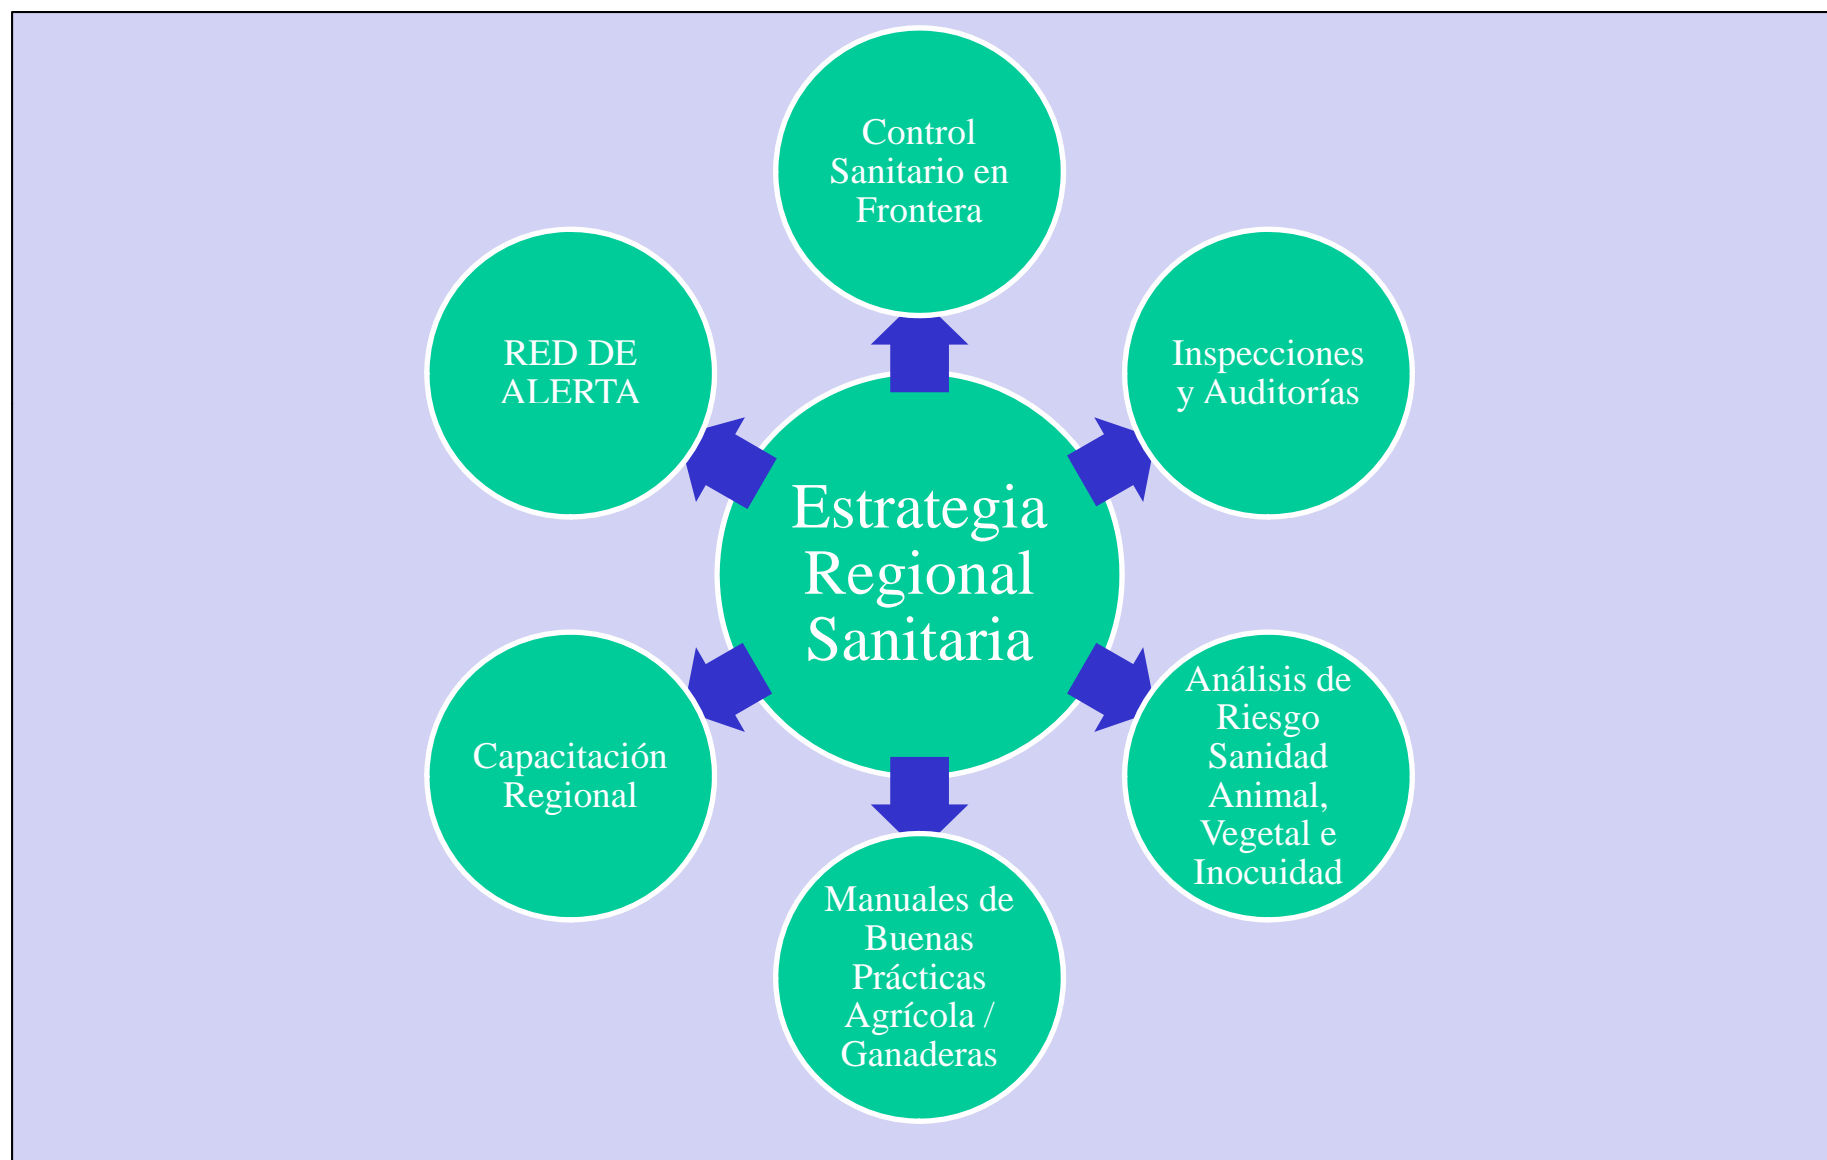 Control
Sanitario en
Frontera
Inspecciones
y Auditorías
Análisis de
Riesgo
Sanidad
Animal,
Vegetal e
Inocuidad
Manuales de
Buenas
Prácticas
Agrícola /
Ganaderas
Capacitación
Regional
RED DE
ALERTA
Estrategia
Regional
Sanitaria